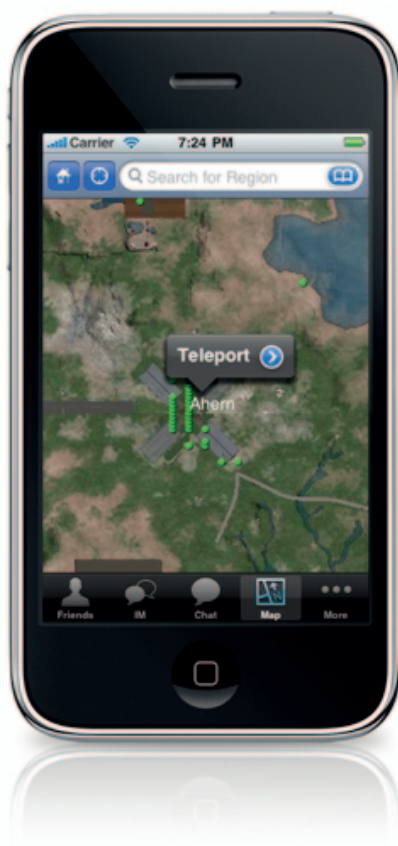 Carrier 7:24 PM
Search for Region
Teleport
Ahern
Friends IM Chat Map More